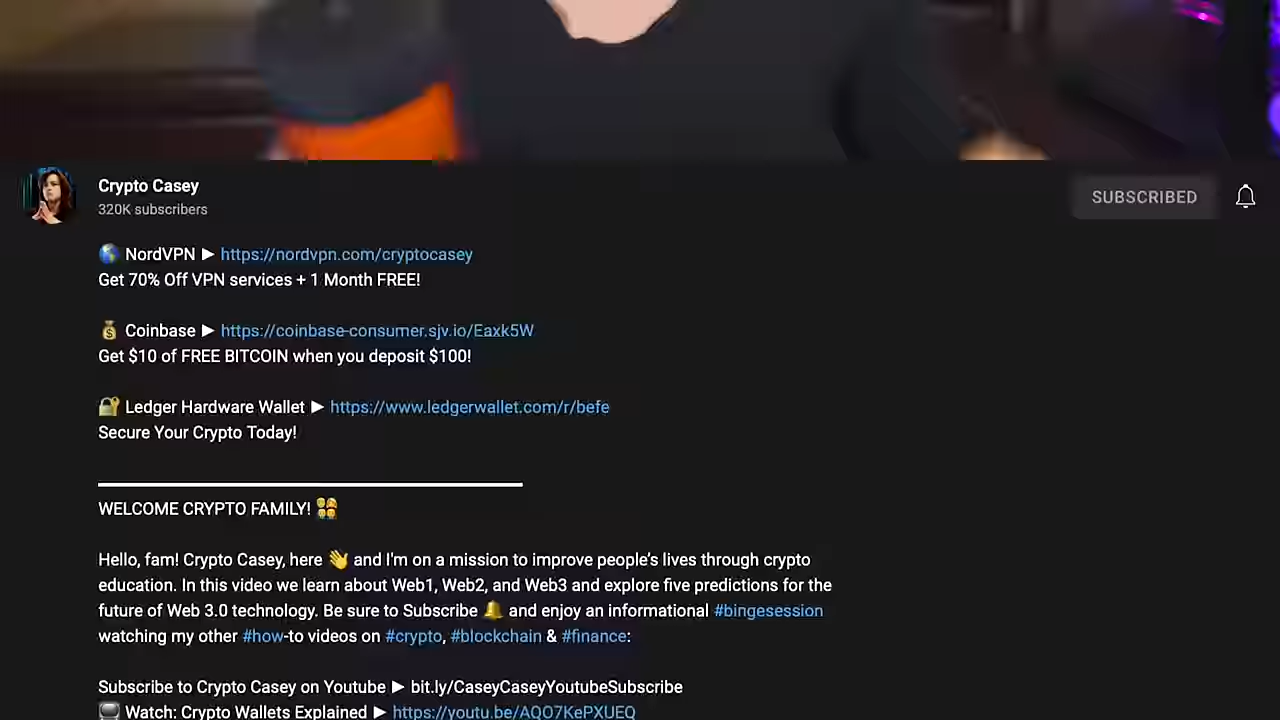 Crypto Casey
320K subscribers
SUBSCRIBED
🌎 NordVPN ► https://nordvpn.com/cryptocasey
Get 70% Off VPN services + 1 Month FREE!
💰 Coinbase ► https://coinbase-consumer.sjv.io/Eaxk5W
Get $10 of FREE BITCOIN when you deposit $100!
🔐 Ledger Hardware Wallet ► https://www.ledgerwallet.com/r/befe
Secure Your Crypto Today!
WELCOME CRYPTO FAMILY! 👨‍👩‍👧‍👦
Hello, fam! Crypto Casey, here 👋 and I'm on a mission to improve people's lives through crypto
education. In this video we learn about Web1, Web2, and Web3 and explore five predictions for the
future of Web 3.0 technology. Be sure to Subscribe 🔔 and enjoy an informational #bingesession
watching my other #how-to videos on #crypto, #blockchain & #finance:
Subscribe to Crypto Casey on Youtube ► bit.ly/CaseyCaseyYoutubeSubscribe
Watch: Crypto Wallets Explained ► https://youtu.be/AQO7KePXUEQ